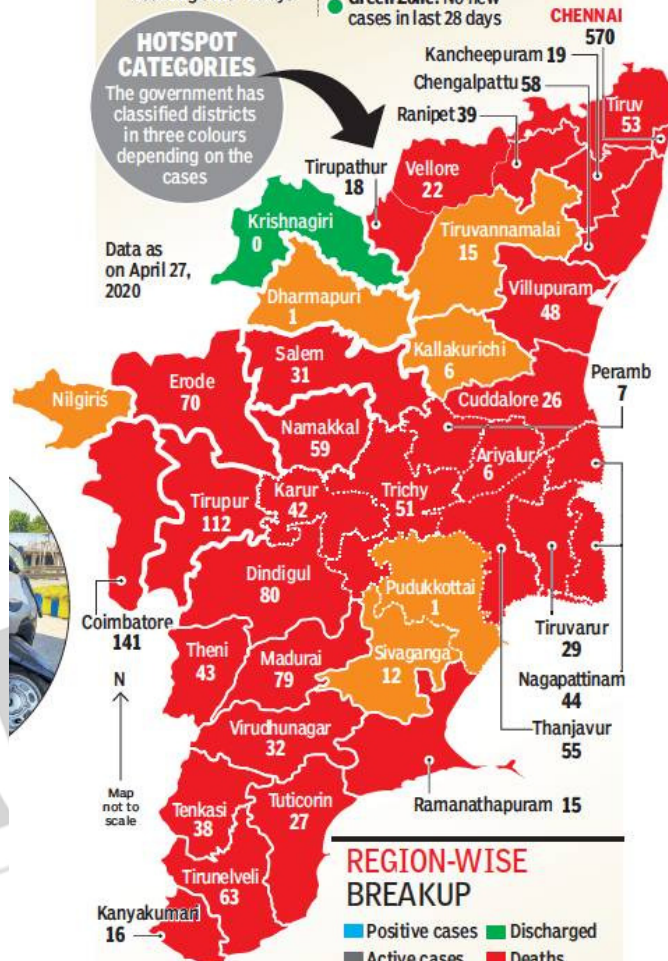 Green Zone: No new
cases in last 28 days
HOTSPOT
CATEGORIES
The government has
classified districts
in three colours
depending on the
cases
Data as
on April 27,
2020
CHENNAI
570
Kancheepuram 19
Chengalpattu 58
Ranipet 39
Tiruv
53
Tirupathur
18
Vellore
22
Krishnagiri
0
Tiruvannamalai
15
Dharmapuri
1
Villupuram
48
Salem
31
Kallakurichi
6
Peramb
7
Nilgiris
Erode
70
Cuddalore 26
Namakkal
59
Ariyalur
6
Tirupur
112
Karur
42
Trichy
51
Dindigul
80
Pudukkottai
1
Coimbatore
141
Tiruvarur
29
Theni
43
Madurai
79
Sivaganga
12
Nagapattinam
44
Thanjavur
55
N
Map
not to
scale
Virudhunagar
32
Ramanathapuram 15
Tenkasi
38
Tuticorin
27
Tirunelveli
63
Kanyakumari
16
REGION-WISE
BREAKUP
Positive cases
Discharged
Active cases
Deaths